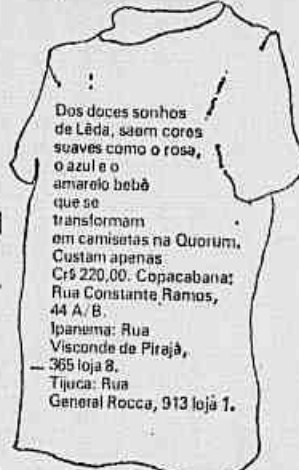 Dos doces sonhos
de Lêda, saem cores
suaves como o rosa,
o azul e o
amarelo bebê
que se
transformam
em camisetas na Quorum.
Custam apenas
Cr$ 220,00. Copacabana:
Rua Constante Ramos,
44 A/B.
Ipanema: Rua
Visconde de Pirajá,
365 loja 8.
Tijuca: Rua
General Rocca, 913 loja 1.